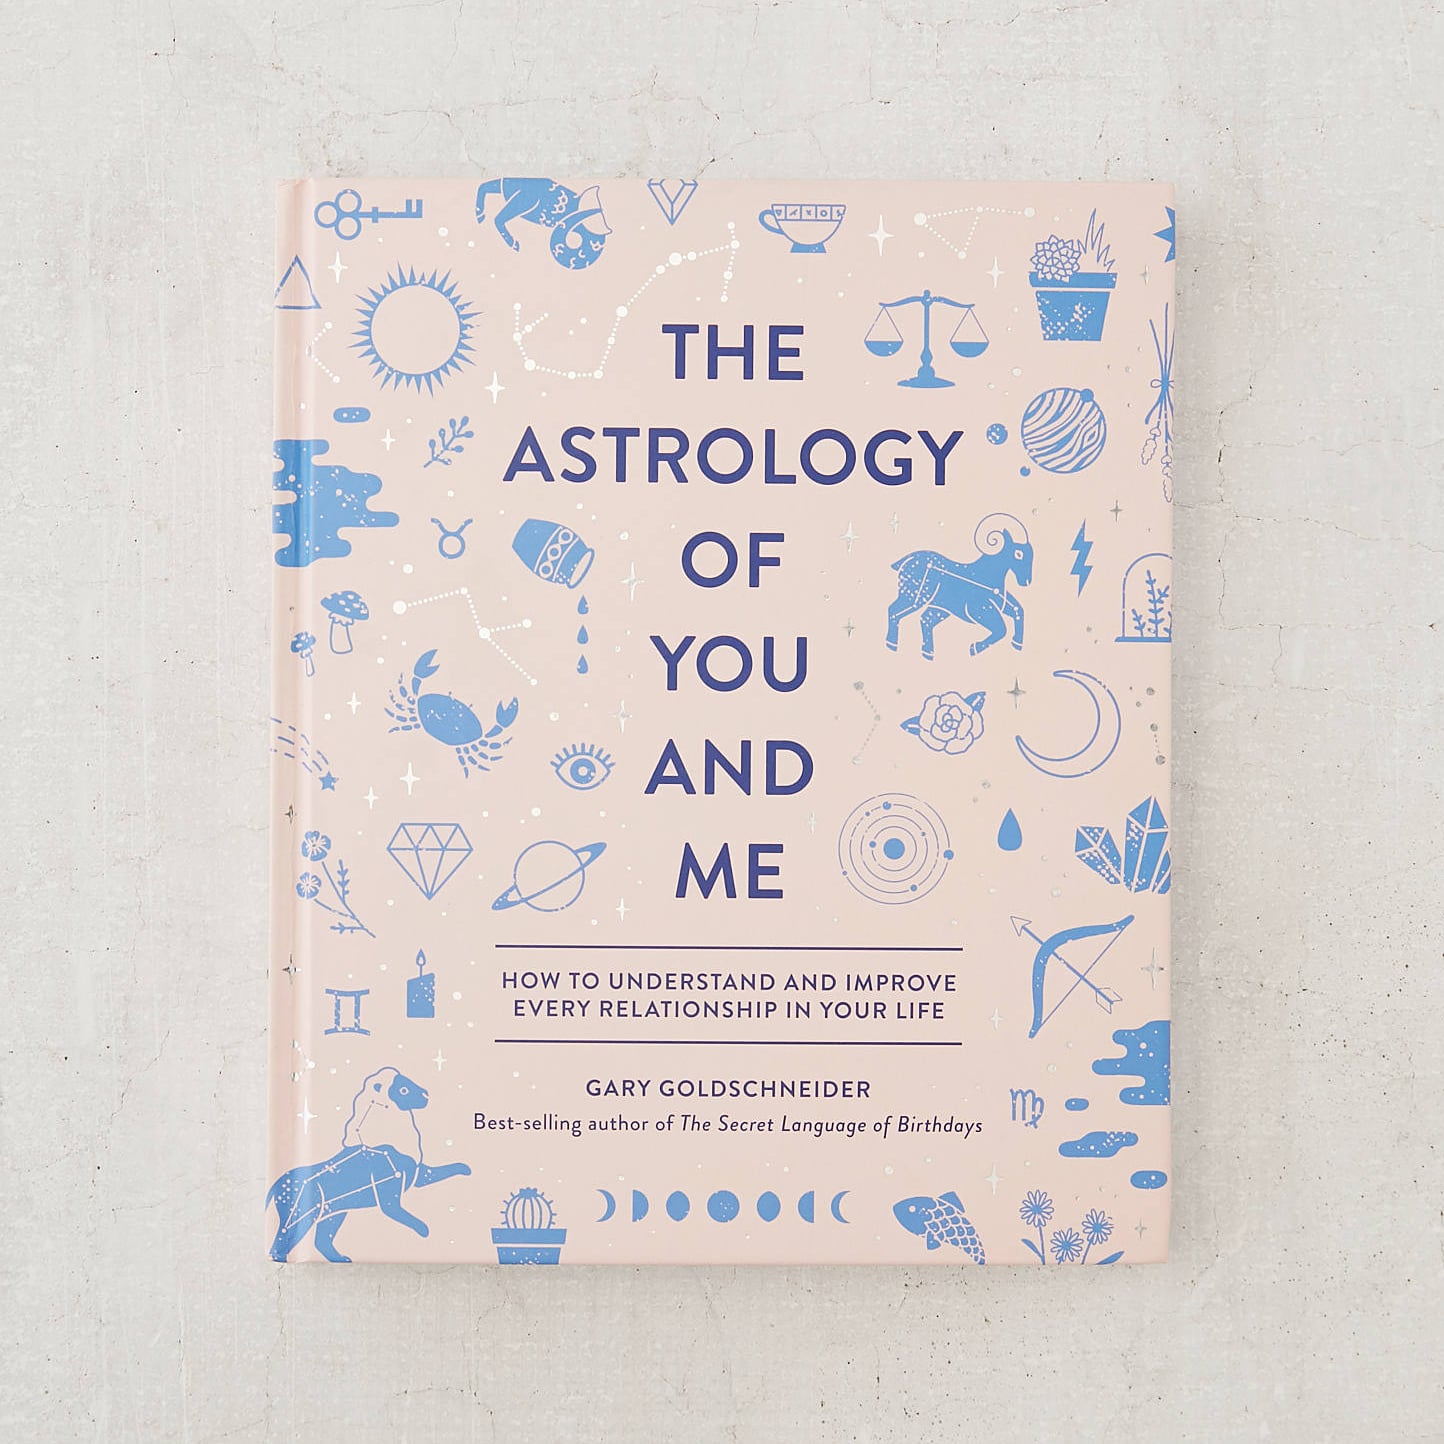 THE
ASTROLOGY
OF
YOU
AND
ME
HOW TO UNDERSTAND AND IMPROVE
EVERY RELATIONSHIP IN YOUR LIFE
GARY GOLDSCHNEIDER
Best-selling author of The Secret Language of Birthdays